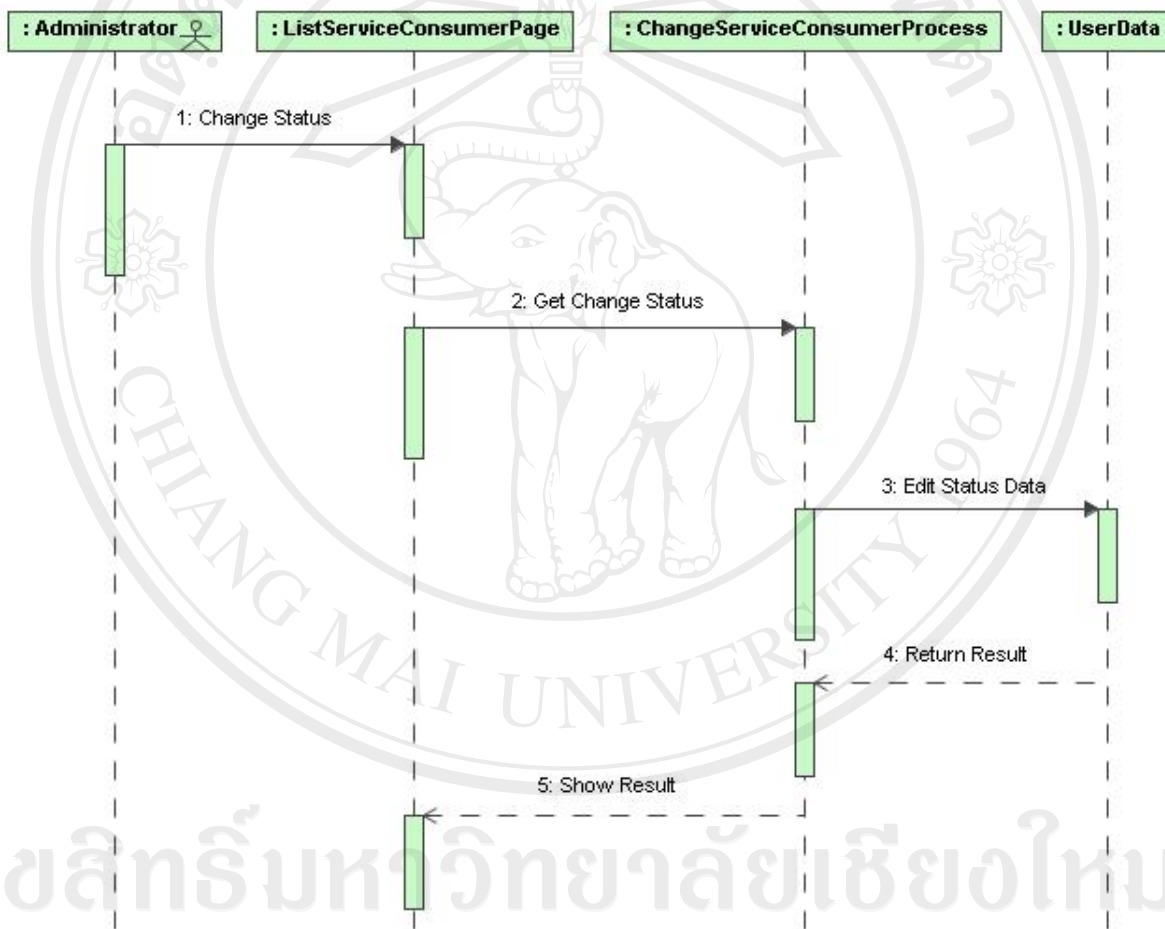 : Administrator
: ListServiceConsumerPage
: ChangeServiceConsumerProcess
: UserData
1: Change Status
2: Get Change Status
3: Edit Status Data
4: Return Result
5: Show Result
CHIANG MAI UNIVERSITY 1964
ขสิทธิ์มหาวิทยาลัยเชียงใหม